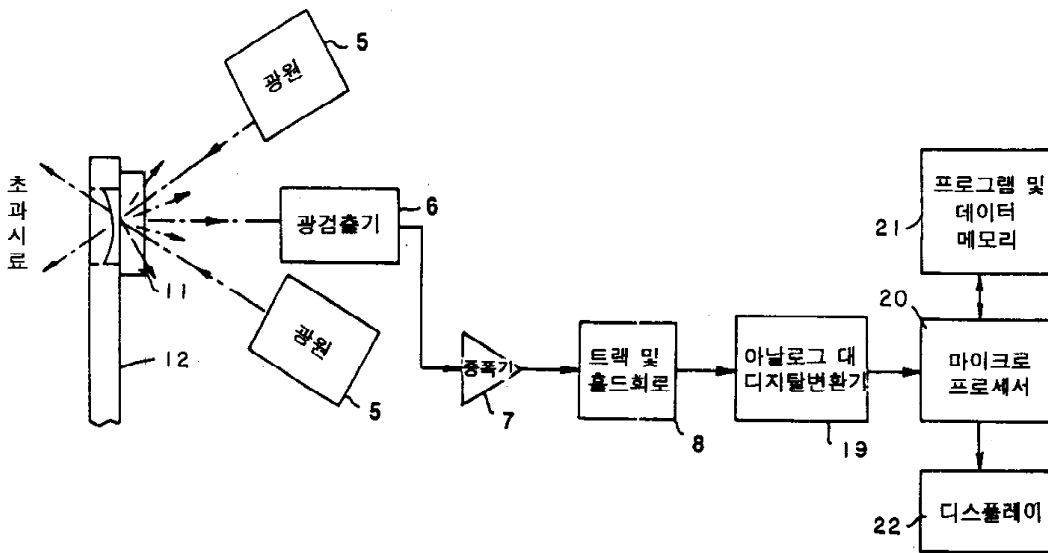 5
광원
초과시료
11
12
광검출기
6
광원
5
증폭기
7
트랙 및
홀드회로
8
아날로그 대
디지탈변환기
19
20
마이크로
프로세서
21
프로그램 및
데이터
메모리
22
디스플레이